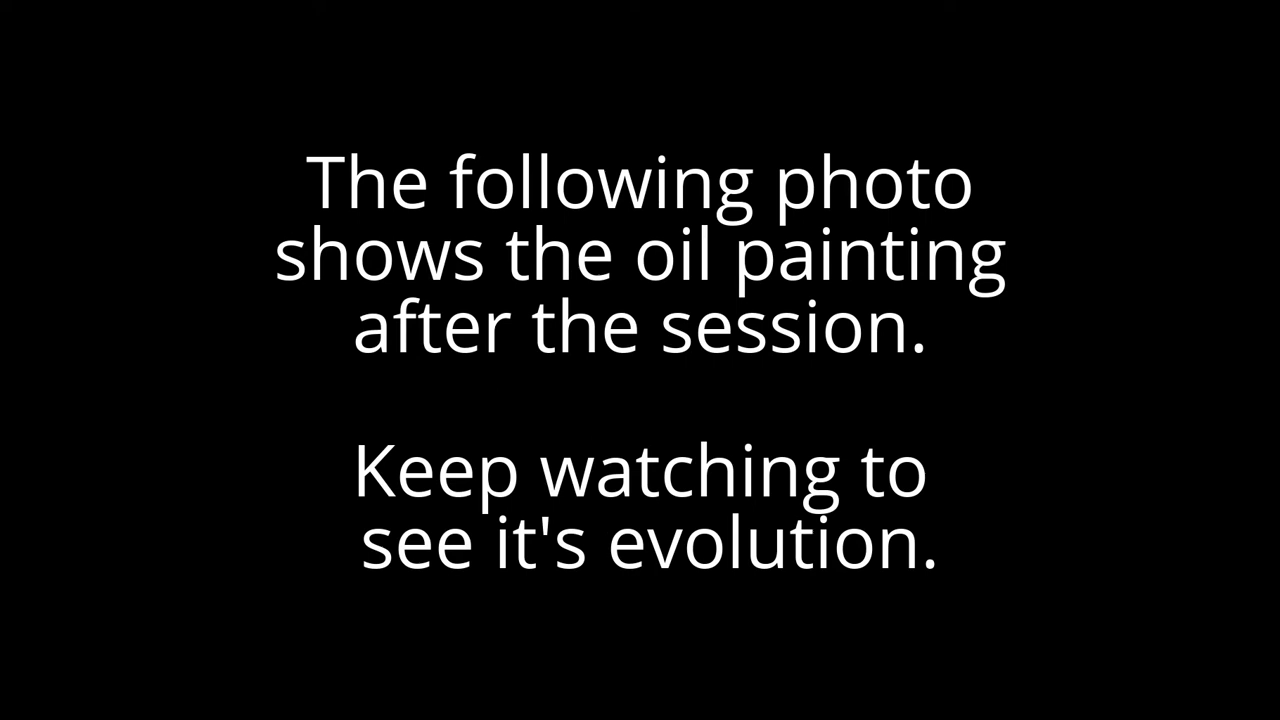 The following photo
shows the oil painting
after the session.
Keep watching to
see it's evolution.